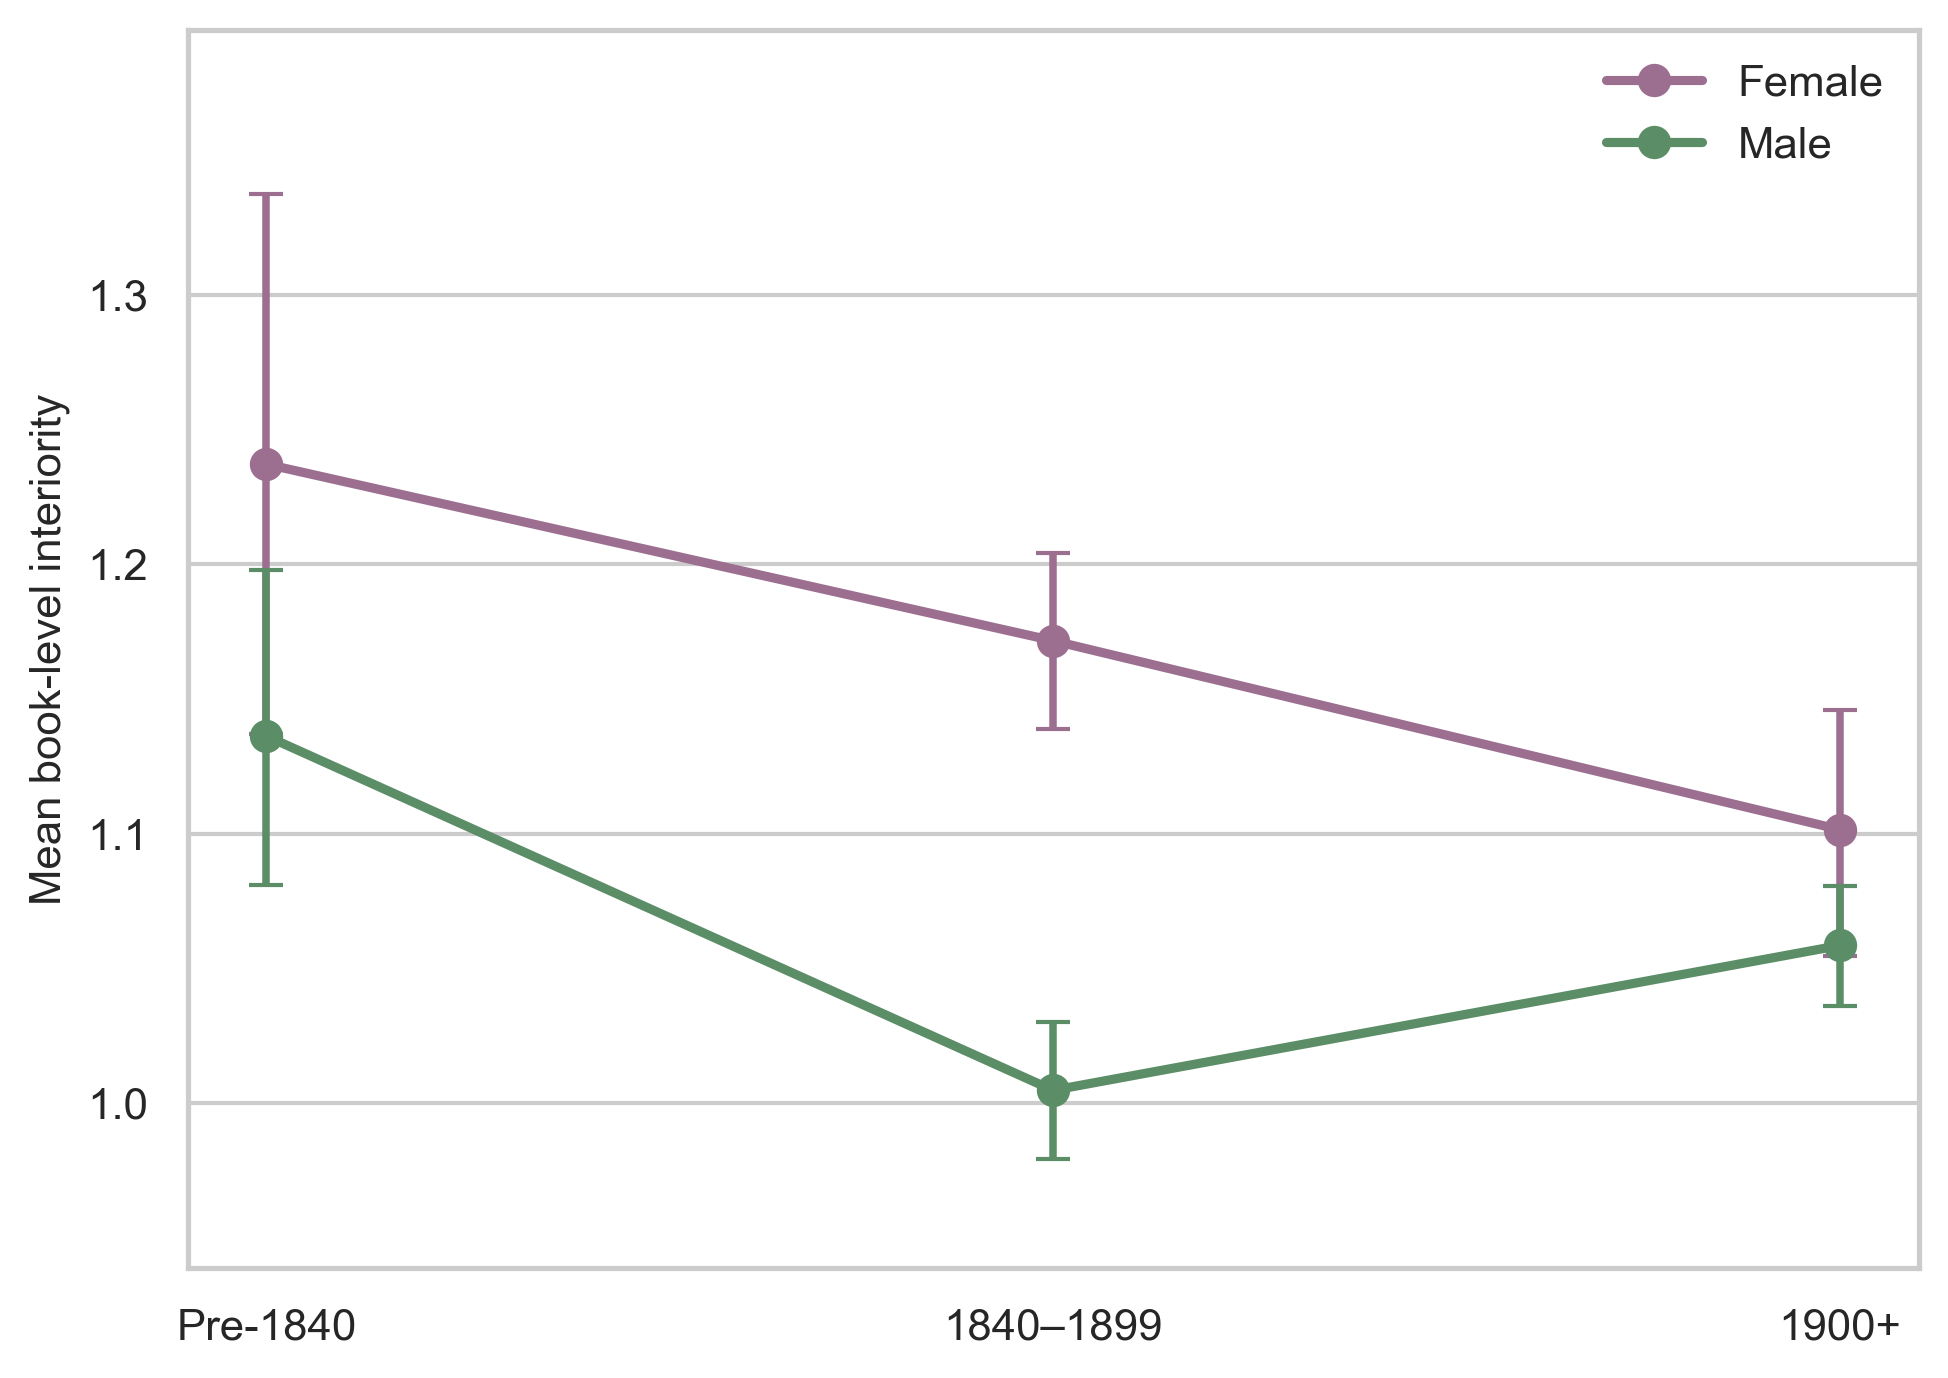 Female
Male
1.3
1.2
1.1
1.0
Mean book-level interiority
Pre-1840
1840–1899
1900+